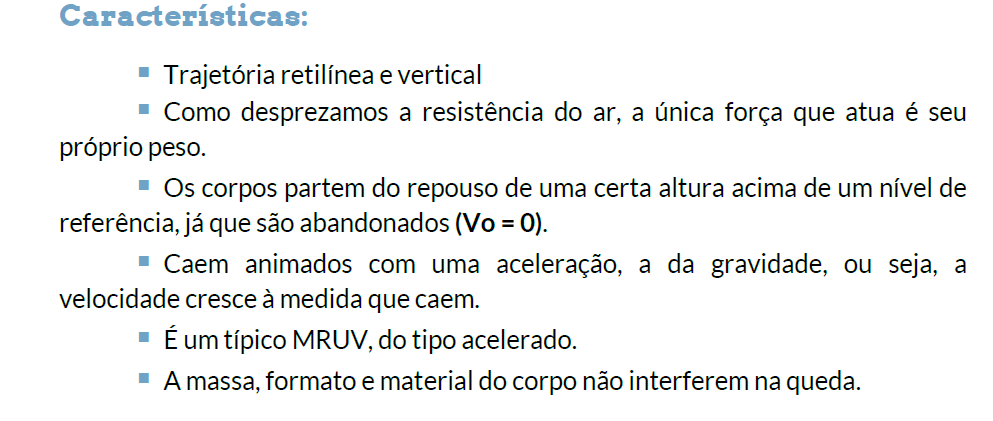 Características:
▪ Trajetória retilínea e vertical
▪ Como desprezamos a resistência do ar, a única força que atua é seu
próprio peso.
▪ Os corpos partem do repouso de uma certa altura acima de um nível de
referência, já que são abandonados (Vo = 0).
▪ Caem animados com uma aceleração, a da gravidade, ou seja, a
velocidade cresce à medida que caem.
▪ É um típico MRUV, do tipo acelerado.
▪ A massa, formato e material do corpo não interferem na queda.